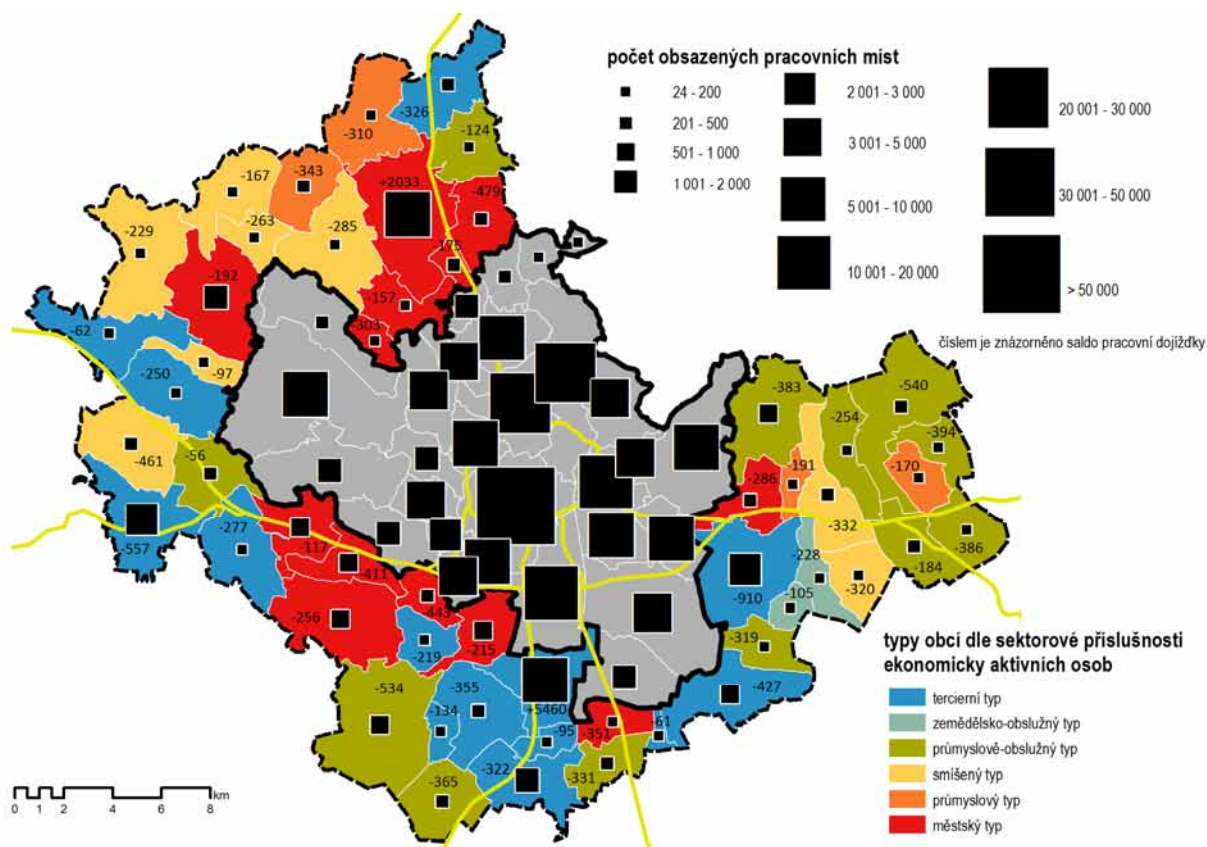 počet obsazených pracovních míst
24 - 200
201 - 500
501 - 1 000
1 001 - 2 000
2 001 - 3 000
3 001 - 5 000
5 001 - 10 000
10 001 - 20 000
20 001 - 30 000
30 001 - 50 000
> 50 000
číslem je znázorněno saldo pracovní dojížďky
-326
-310
-124
-167
-343
+2033
-479
-263
-285
-229
-175
-192
-157
-303
-62
-97
-250
-461
-56
-557
-277
-117
-411
-256
-443
-219
-215
-534
-355
-134
+5460
-95
-322
-365
-331
-351
-61
-427
-319
-910
-105
-228
-320
-332
-286
-191
-383
-254
-540
-394
-170
-386
-184
typy obcí dle sektorové příslušnosti
ekonomicky aktivních osob
tercierní typ
zemědělsko-obslužný typ
průmyslově-obslužný typ
smíšený typ
průmyslový typ
městský typ
km
0 1 2 4 6 8